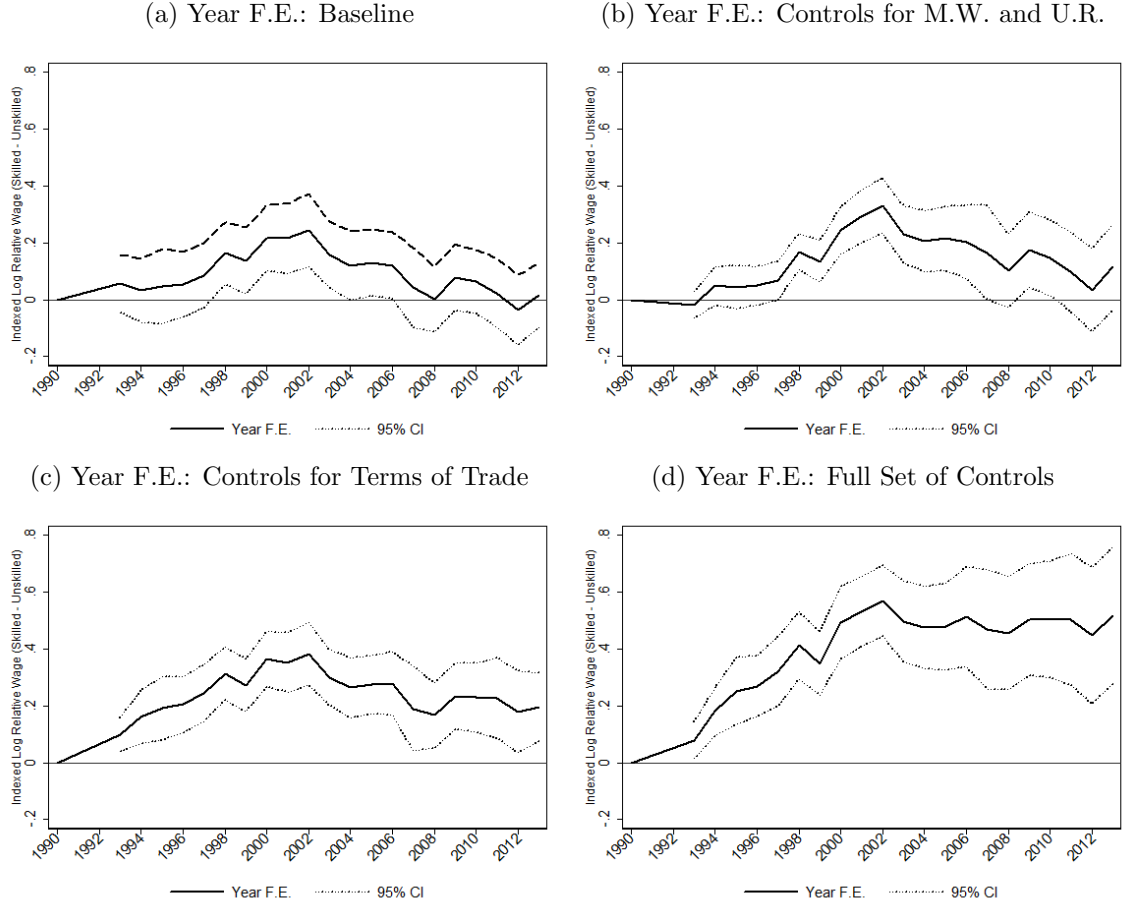 (a) Year F.E.: Baseline
Indexed Log Relative Wage (Skilled - Unskilled)
.8
.6
.4
.2
0
-.2
1990 1992 1994 1996 1998 2000 2002 2004 2006 2008 2010 2012
Year F.E. 95% CI
(b) Year F.E.: Controls for M.W. and U.R.
Indexed Log Relative Wage (Skilled - Unskilled)
.8
.6
.4
.2
0
-.2
1990 1992 1994 1996 1998 2000 2002 2004 2006 2008 2010 2012
Year F.E. 95% CI
(c) Year F.E.: Controls for Terms of Trade
Indexed Log Relative Wage (Skilled - Unskilled)
.8
.6
.4
.2
0
-.2
1990 1992 1994 1996 1998 2000 2002 2004 2006 2008 2010 2012
Year F.E. 95% CI
(d) Year F.E.: Full Set of Controls
Indexed Log Relative Wage (Skilled - Unskilled)
.8
.6
.4
.2
0
-.2
1990 1992 1994 1996 1998 2000 2002 2004 2006 2008 2010 2012
Year F.E. 95% CI